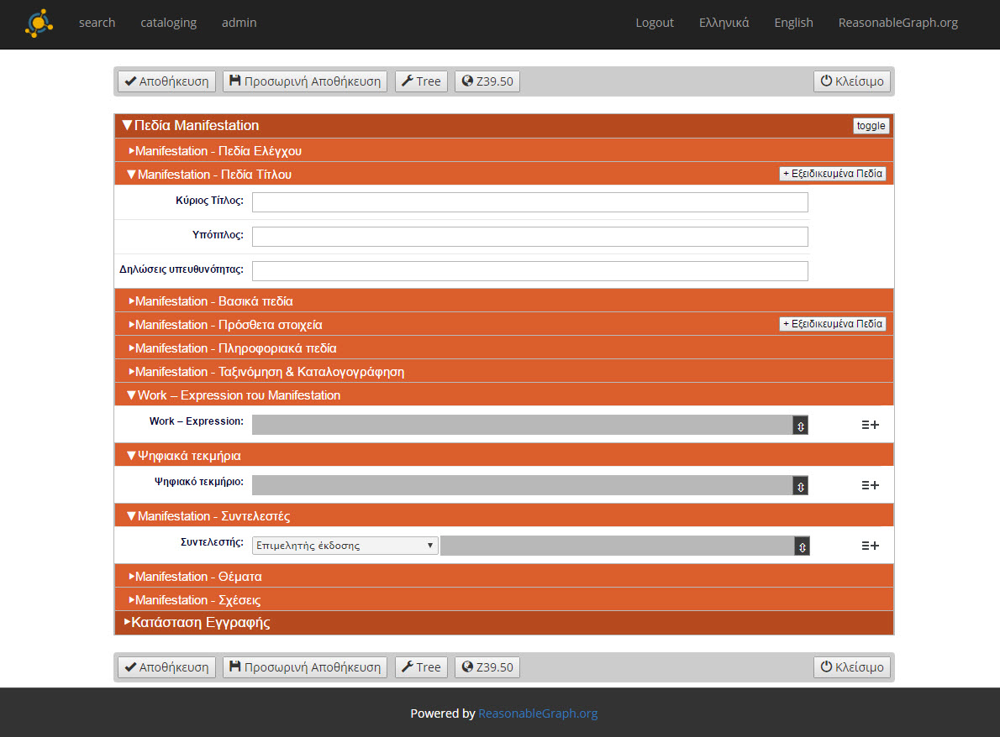 search cataloging admin Logout Ελληνικά English ReasonableGraph.org
Αποθήκευση Προσωρινή Αποθήκευση Tree Z39.50 Κλείσιμο
▼Πεδία Manifestation toggle
▸Manifestation - Πεδία Ελέγχου
▼Manifestation - Πεδία Τίτλου + Εξειδικευμένα Πεδία
Κύριος Τίτλος:
Υπότιτλος:
Δηλώσεις υπευθυνότητας:
▸Manifestation - Βασικά πεδία
▸Manifestation - Πρόσθετα στοιχεία + Εξειδικευμένα Πεδία
▸Manifestation - Πληροφοριακά πεδία
▸Manifestation - Ταξινόμηση & Καταλογογράφηση
▼Work – Expression του Manifestation
Work – Expression:
▼Ψηφιακά τεκμήρια
Ψηφιακό τεκμήριο:
▼Manifestation - Συντελεστές
Συντελεστής: Επιμελητής έκδοσης
▸Manifestation - Θέματα
▸Manifestation - Σχέσεις
▸Κατάσταση Εγγραφής
Αποθήκευση Προσωρινή Αποθήκευση Tree Z39.50 Κλείσιμο
Powered by ReasonableGraph.org